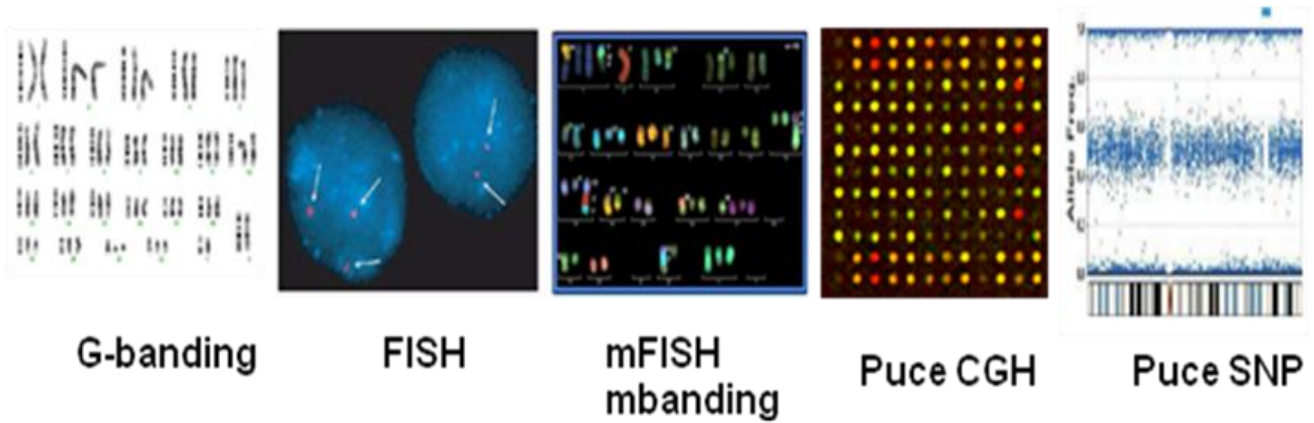 G-banding
FISH
mFISH
mbanding
Puce CGH
Puce SNP
Allele Freq.